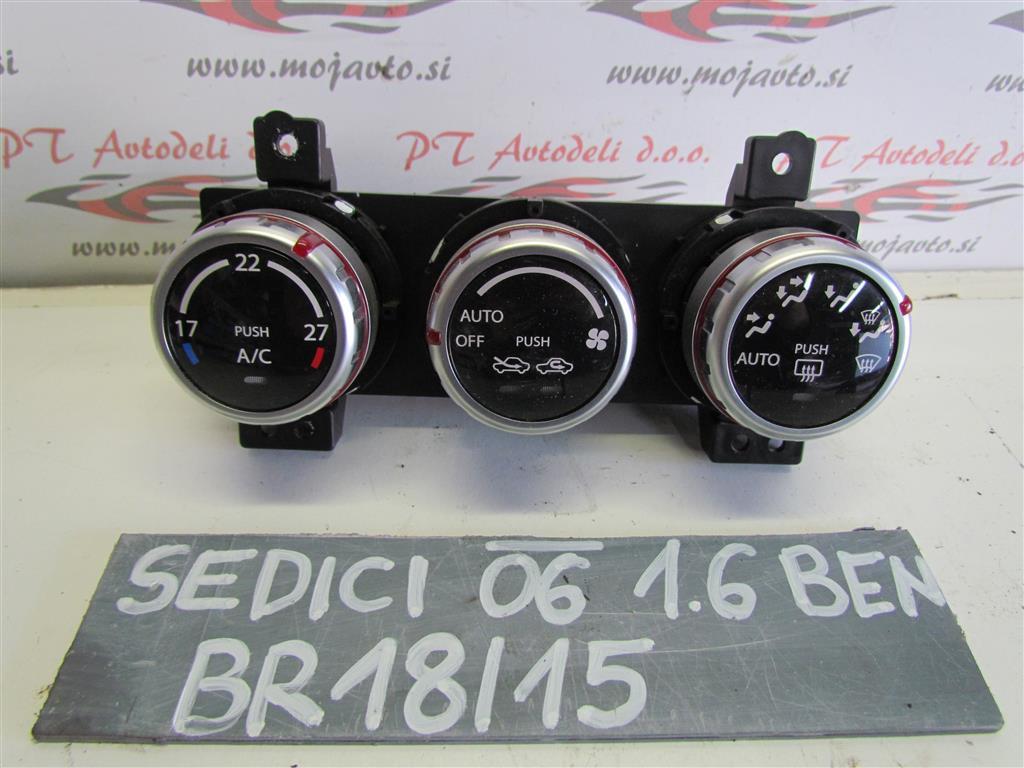 www.mojavto.si www.mojavto.si
PT Avtodeli d.o.o. PT Avtodeli d.o.o. PT Avtodeli d.o.o.
22
17 27
PUSH
A/C
AUTO
OFF PUSH
AUTO PUSH
SEDICI 06 1.6 BEN
BR18/15